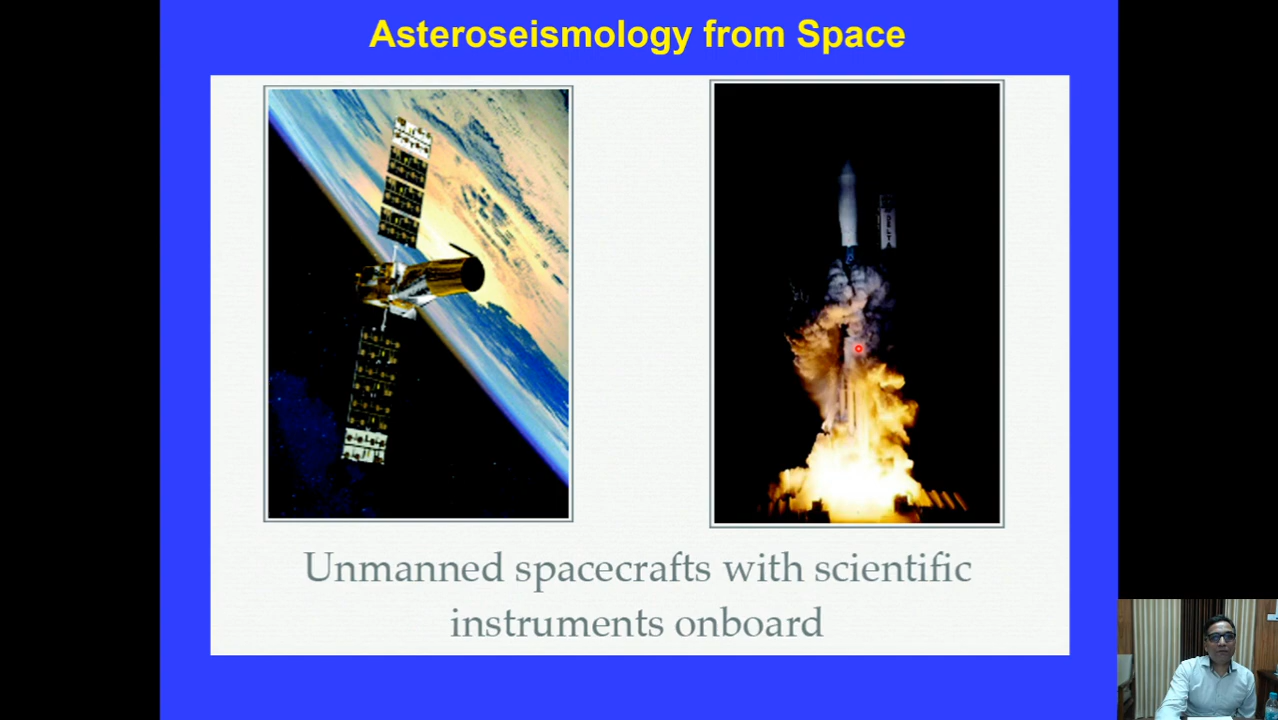 Asteroseismology from Space
Unmanned spacecrafts with scientific
instruments onboard